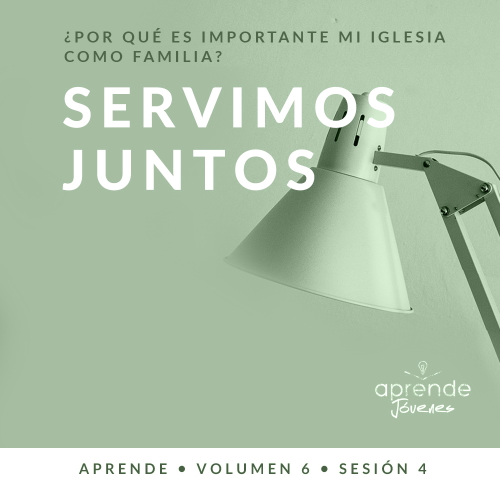 ¿POR QUÉ ES IMPORTANTE MI IGLESIA
COMO FAMILIA?
SERVIMOS
JUNTOS
aprende
Jóvenes
APRENDE • VOLUMEN 6 • SESIÓN 4